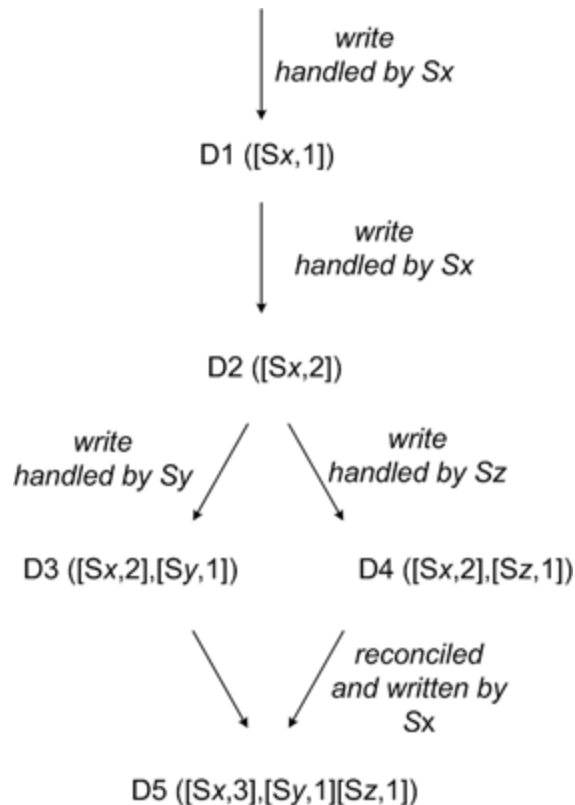 write
handled by Sx
D1 ([Sx,1])
write
handled by Sx
D2 ([Sx,2])
write
handled by Sy
write
handled by Sz
D3 ([Sx,2],[Sy,1])
D4 ([Sx,2],[Sz,1])
reconciled
and written by
Sx
D5 ([Sx,3],[Sy,1][Sz,1])